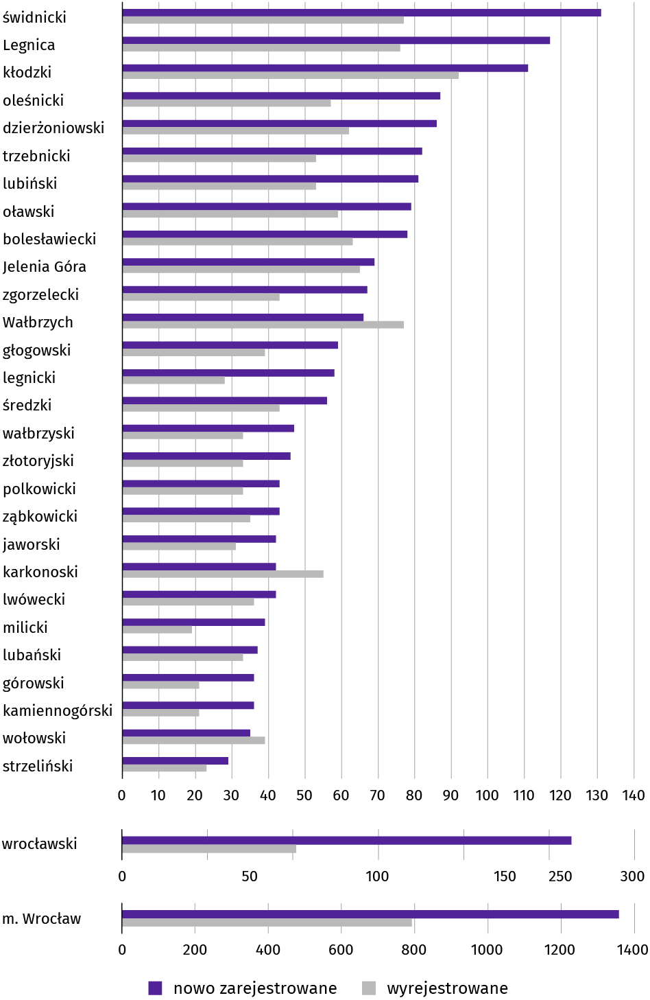 świdnicki
Legnica
kłodzki
oleśnicki
dzierżoniowski
trzebnicki
lubiński
oławski
bolesławiecki
Jelenia Góra
zgorzelecki
Wałbrzych
głogowski
legnicki
średzki
wałbrzyski
złotoryjski
polkowicki
ząbkowicki
jaworski
karkonoski
lwówecki
milicki
lubański
górowski
kamiennogórski
wołowski
strzeliński
0 10 20 30 40 50 60 70 80 90 100 110 120 130 140
wrocławski
0 50 100 150 250 300
m. Wrocław
0 200 400 600 800 1000 1200 1400
nowo zarejestrowane wyrejestrowane